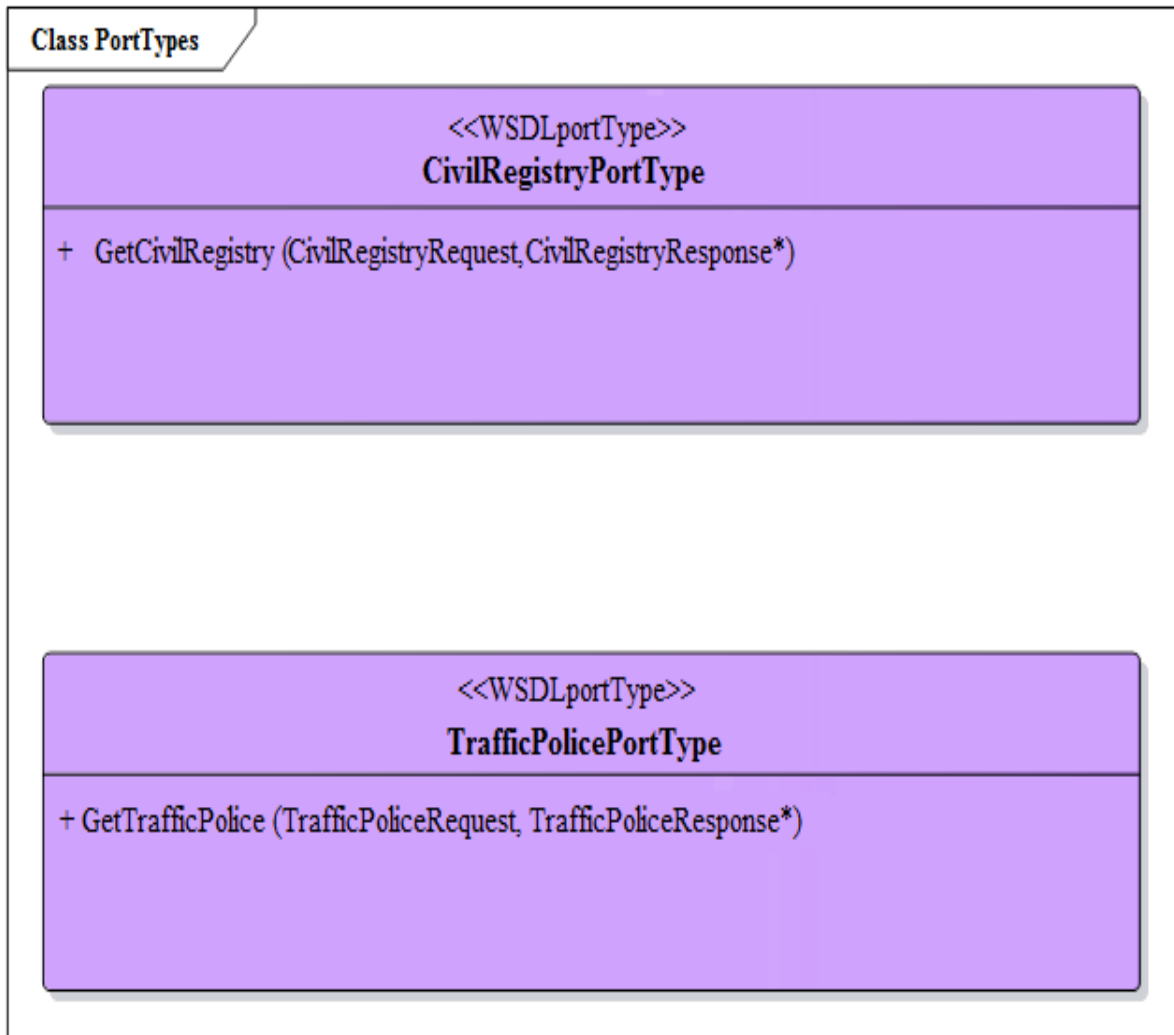 Class PortTypes
<<WSDLportType>>
CivilRegistryPortType
+ GetCivilRegistry (CivilRegistryRequest,CivilRegistryResponse*)
<<WSDLportType>>
TrafficPolicePortType
+ GetTrafficPolice (TrafficPoliceRequest, TrafficPoliceResponse*)